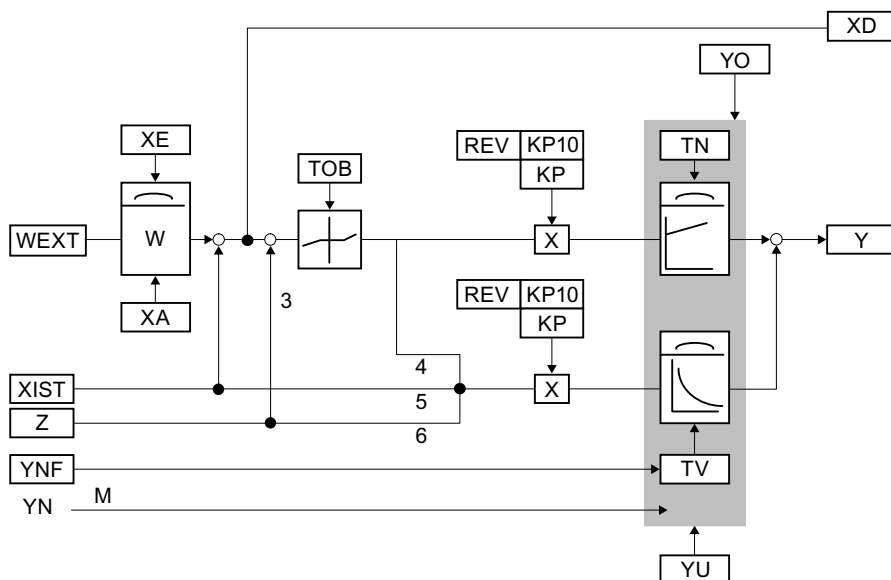 XD
YO
XE
REV KP10
TN
TOB
KP
WEXT
W
X
Y
3
REV KP10
XA
KP
4
XIST
X
5
Z
6
YNF
TV
YN M
YU